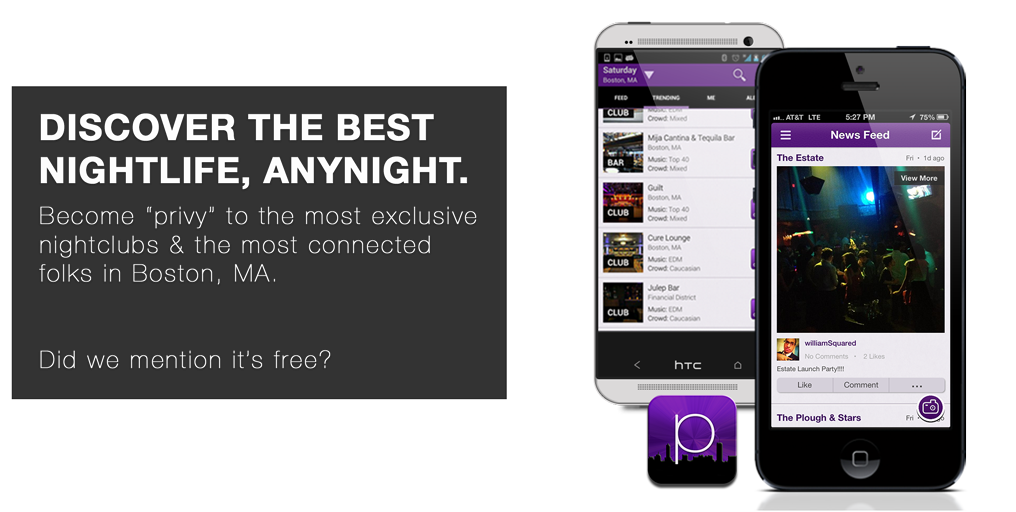 DISCOVER THE BEST
NIGHTLIFE, ANYNIGHT.
Become "privy" to the most exclusive
nightclubs & the most connected
folks in Boston, MA.
Did we mention it's free?
Saturday
Boston, MA
FEED TRENDING ME
CLUB
Music: EDM
Crowd: Mixed
BAR
Mija Cantina & Tequila Bar
Boston, MA
Music: Top 40
Crowd: Mixed
CLUB
Guilt
Boston, MA
Music: Top 40
Crowd: Mixed
CLUB
Cure Lounge
Boston, MA
Music: EDM
Crowd: Caucasian
CLUB
Julep Bar
Financial District
Music: EDM
Crowd: Caucasian
hTC
p
AT&T LTE 5:27 PM 75%
News Feed
The Estate Fri • 1d ago
View More
williamSquared
No Comments • 2 Likes
Estate Launch Party!!!!
Like Comment ...
The Plough & Stars Fri